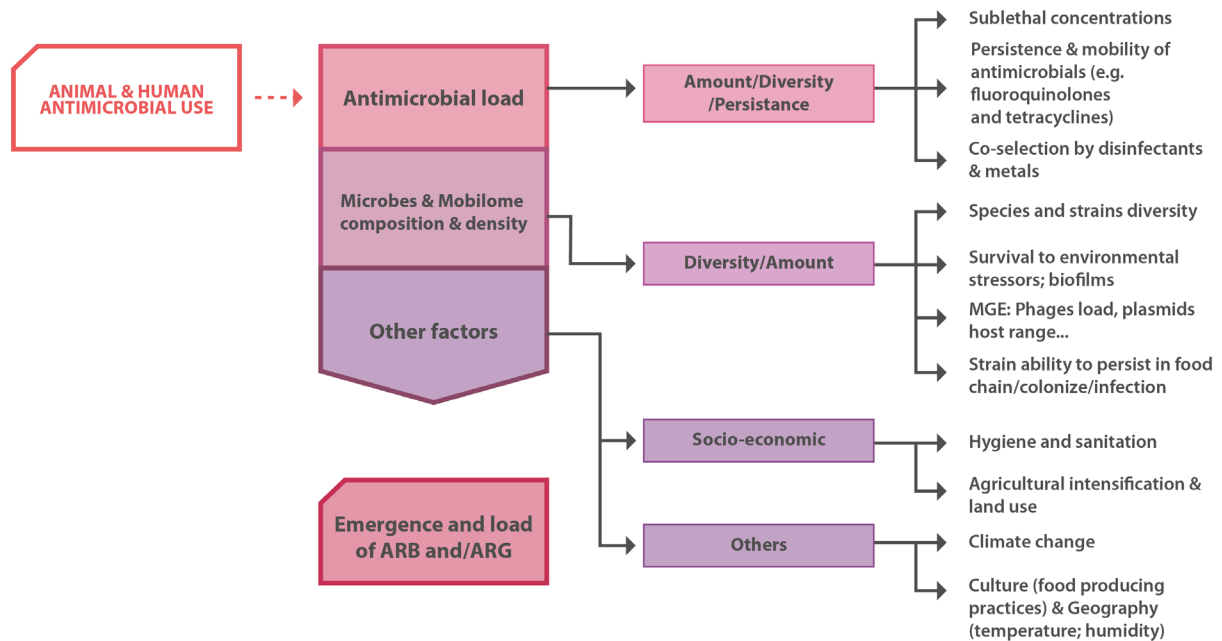 ANIMAL & HUMAN
ANTIMICROBIAL USE
Antimicrobial load
Microbes & Mobilome
composition & density
Other factors
Emergence and load
of ARB and/ARG
Amount/Diversity
/Persistance
Sublethal concentrations
Persistence & mobility of
antimicrobials (e.g.
fluoroquinolones
and tetracyclines)
Co-selection by disinfectants
& metals
Diversity/Amount
Species and strains diversity
Survival to environmental
stressors; biofilms
MGE: Phages load, plasmids
host range...
Strain ability to persist in food
chain/colonize/infection
Socio-economic
Hygiene and sanitation
Agricultural intensification &
land use
Others
Climate change
Culture (food producing
practices) & Geography
(temperature; humidity)